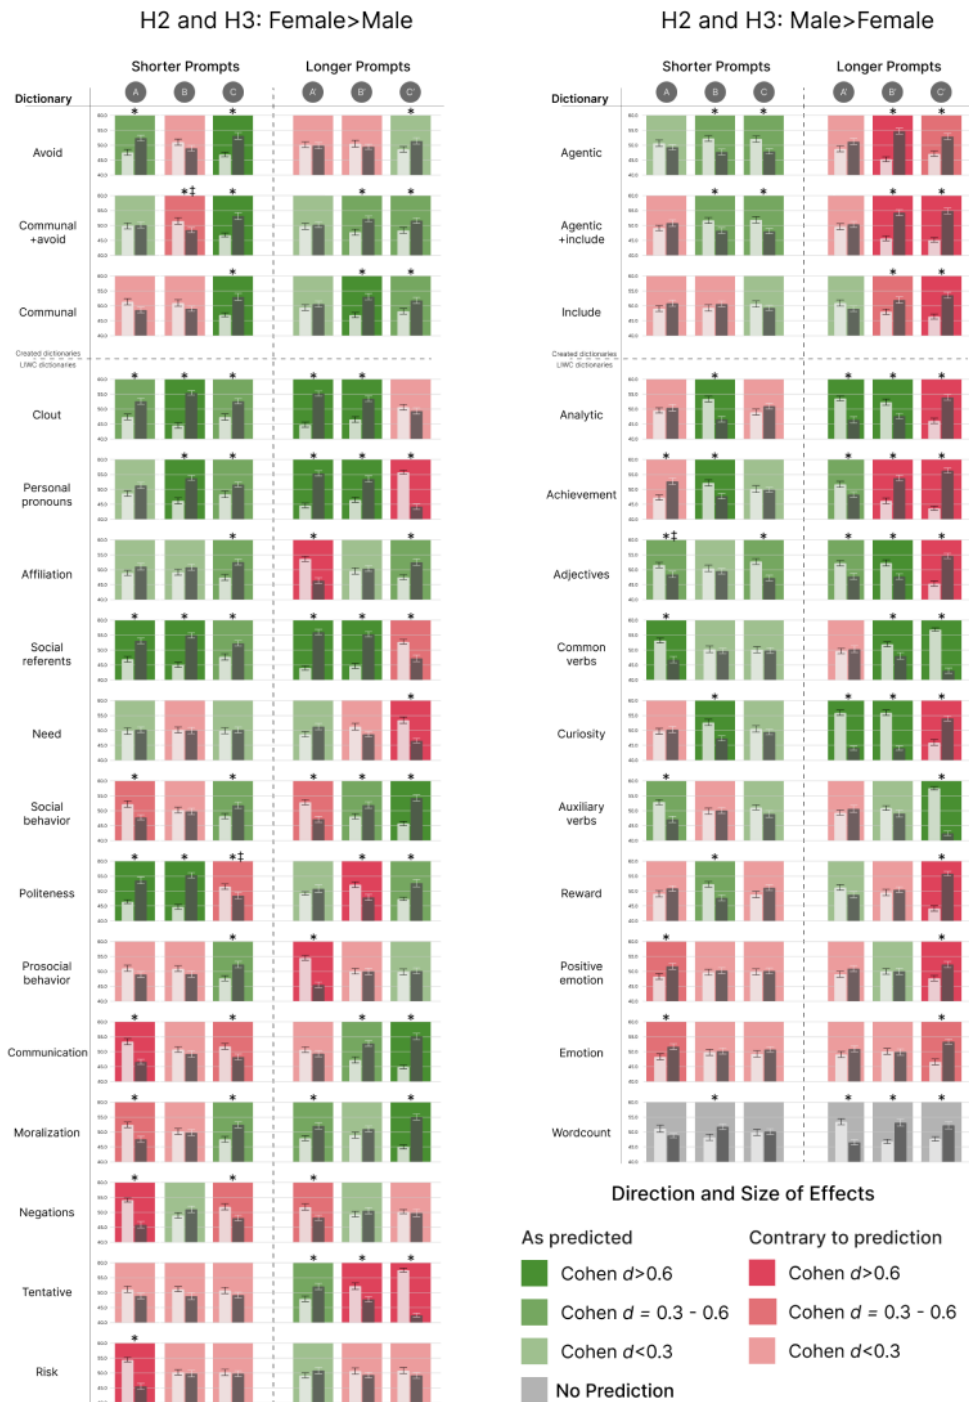 H2 and H3: Female>Male
Shorter Prompts
Longer Prompts
Dictionary
A
B
C
A'
B'
C'
Avoid
Communal
+avoid
Communal
Created dictionaries
LIWC dictionaries
Clout
Personal
pronouns
Affiliation
Social
referents
Need
Social
behavior
Politeness
Prosocial
behavior
Communication
Moralization
Negations
Tentative
Risk
H2 and H3: Male>Female
Shorter Prompts
Longer Prompts
Dictionary
A
B
C
A'
B'
C'
Agentic
Agentic
+include
Include
Created dictionaries
LIWC dictionaries
Analytic
Achievement
Adjectives
Common
verbs
Curiosity
Auxiliary
verbs
Reward
Positive
emotion
Emotion
Wordcount
Direction and Size of Effects
As predicted
Cohen d>0.6
Cohen d = 0.3 - 0.6
Cohen d<0.3
No Prediction
Contrary to prediction
Cohen d>0.6
Cohen d = 0.3 - 0.6
Cohen d<0.3